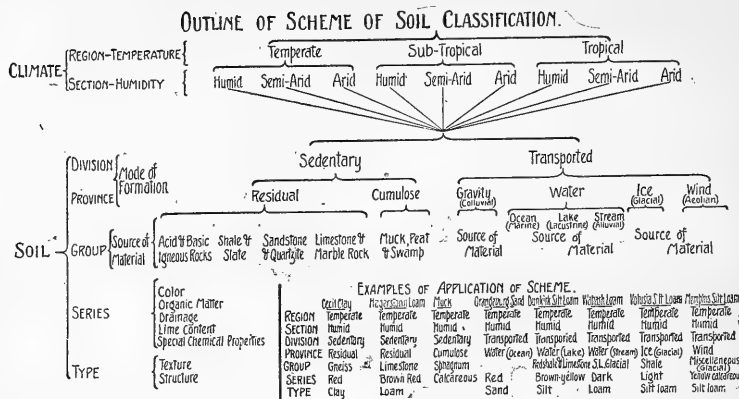 OUTLINE OF SCHEME OF SOIL CLASSIFICATION.
CLIMATE
REGION-TEMPERATURE
Temperate Sub-Tropical Tropical
SECTION-HUMIDITY
Humid Semi-Arid Arid Humid Semi-Arid Arid Humid Semi-Arid Arid
Sedentary Transported
SOIL
DIVISION
PROVINCE
Mode of
Formation
Residual Cumulose Gravity (Colluvial) Water Ice (Glacial) Wind (Aeolian)
Ocean (Marine) Lake (Lacustrine) Stream (Alluvial)
GROUP
Source of
Material
Acid & Basic Shale & Sandstone Limestone & Muck, Peat Source of Source of Source of
Igneous Rocks Slate & Quartzite Marble Rock & Swamp Material Material Material
SERIES
Color
Organic Matter
Drainage
Lime Content
Special Chemical Properties
TYPE
Texture
Structure
EXAMPLES OF APPLICATION OF SCHEME.
Cecil Clay Hagerstown Loam Muck Orangeburg Sand Dunkirk Silt Loam Wabash Loam Volusia Silt Loam Memphis Silt Loam
REGION Temperate Temperate Temperate Temperate Temperate Temperate Temperate Temperate
SECTION Humid Humid Humid Humid Humid Humid Humid Humid
DIVISION Sedentary Sedentary Sedentary Transported Transported Transported Transported Transported
PROVINCE Residual Residual Cumulose Water (Ocean) Water (Lake) Water (Stream) Ice (Glacial) Wind
GROUP Gneiss Limestone Sphagnum Red shale & Limestone S.L. Glacial Shale Miscellaneous (Glacial)
SERIES Red Brown Red Calcareous Red Brown-yellow Dark Light Yellow calcareous
TYPE Clay Loam Sand Silt Loam Silt loam Silt loam